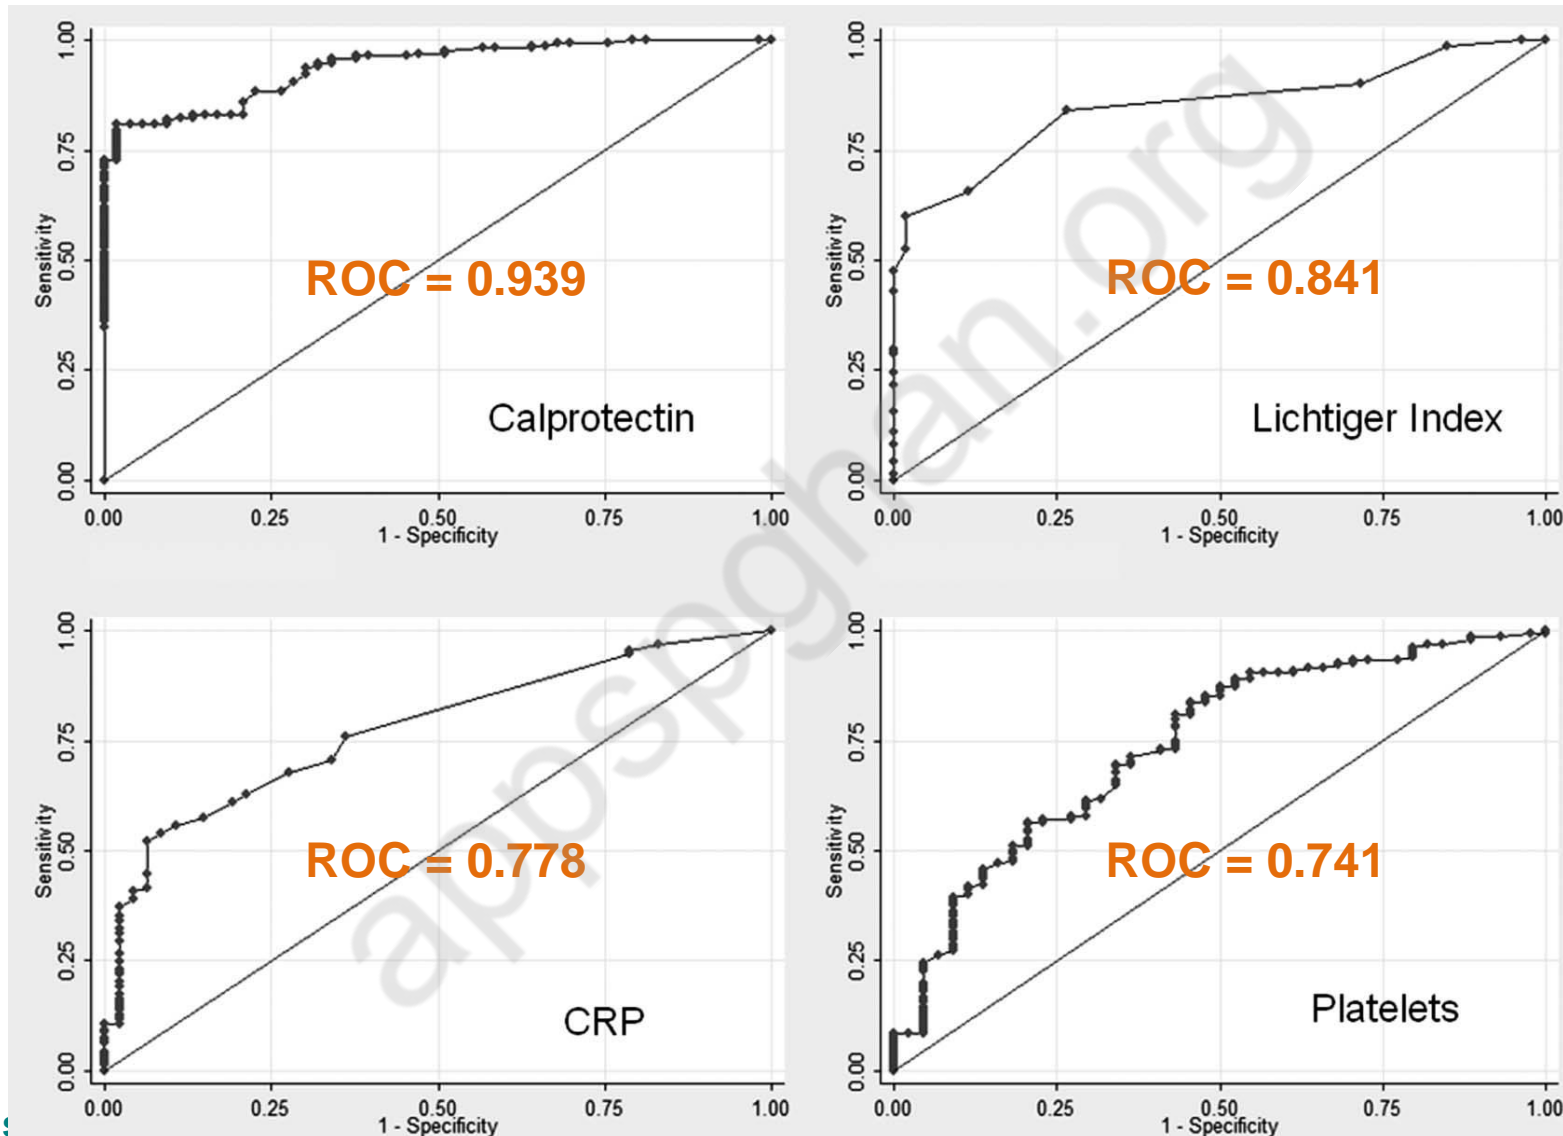 1.00
0.75
0.50
0.25
0.00
Sensitivity
ROC = 0.939
Calprotectin
0.00 0.25 0.50 0.75 1.00
1 - Specificity
1.00
0.75
0.50
0.25
0.00
Sensitivity
ROC = 0.841
Lichtiger Index
0.00 0.25 0.50 0.75 1.00
1 - Specificity
1.00
0.75
0.50
0.25
0.00
Sensitivity
ROC = 0.778
CRP
0.00 0.25 0.50 0.75 1.00
1 - Specificity
1.00
0.75
0.50
0.25
0.00
Sensitivity
ROC = 0.741
Platelets
0.00 0.25 0.50 0.75 1.00
1 - Specificity
appspghan.org